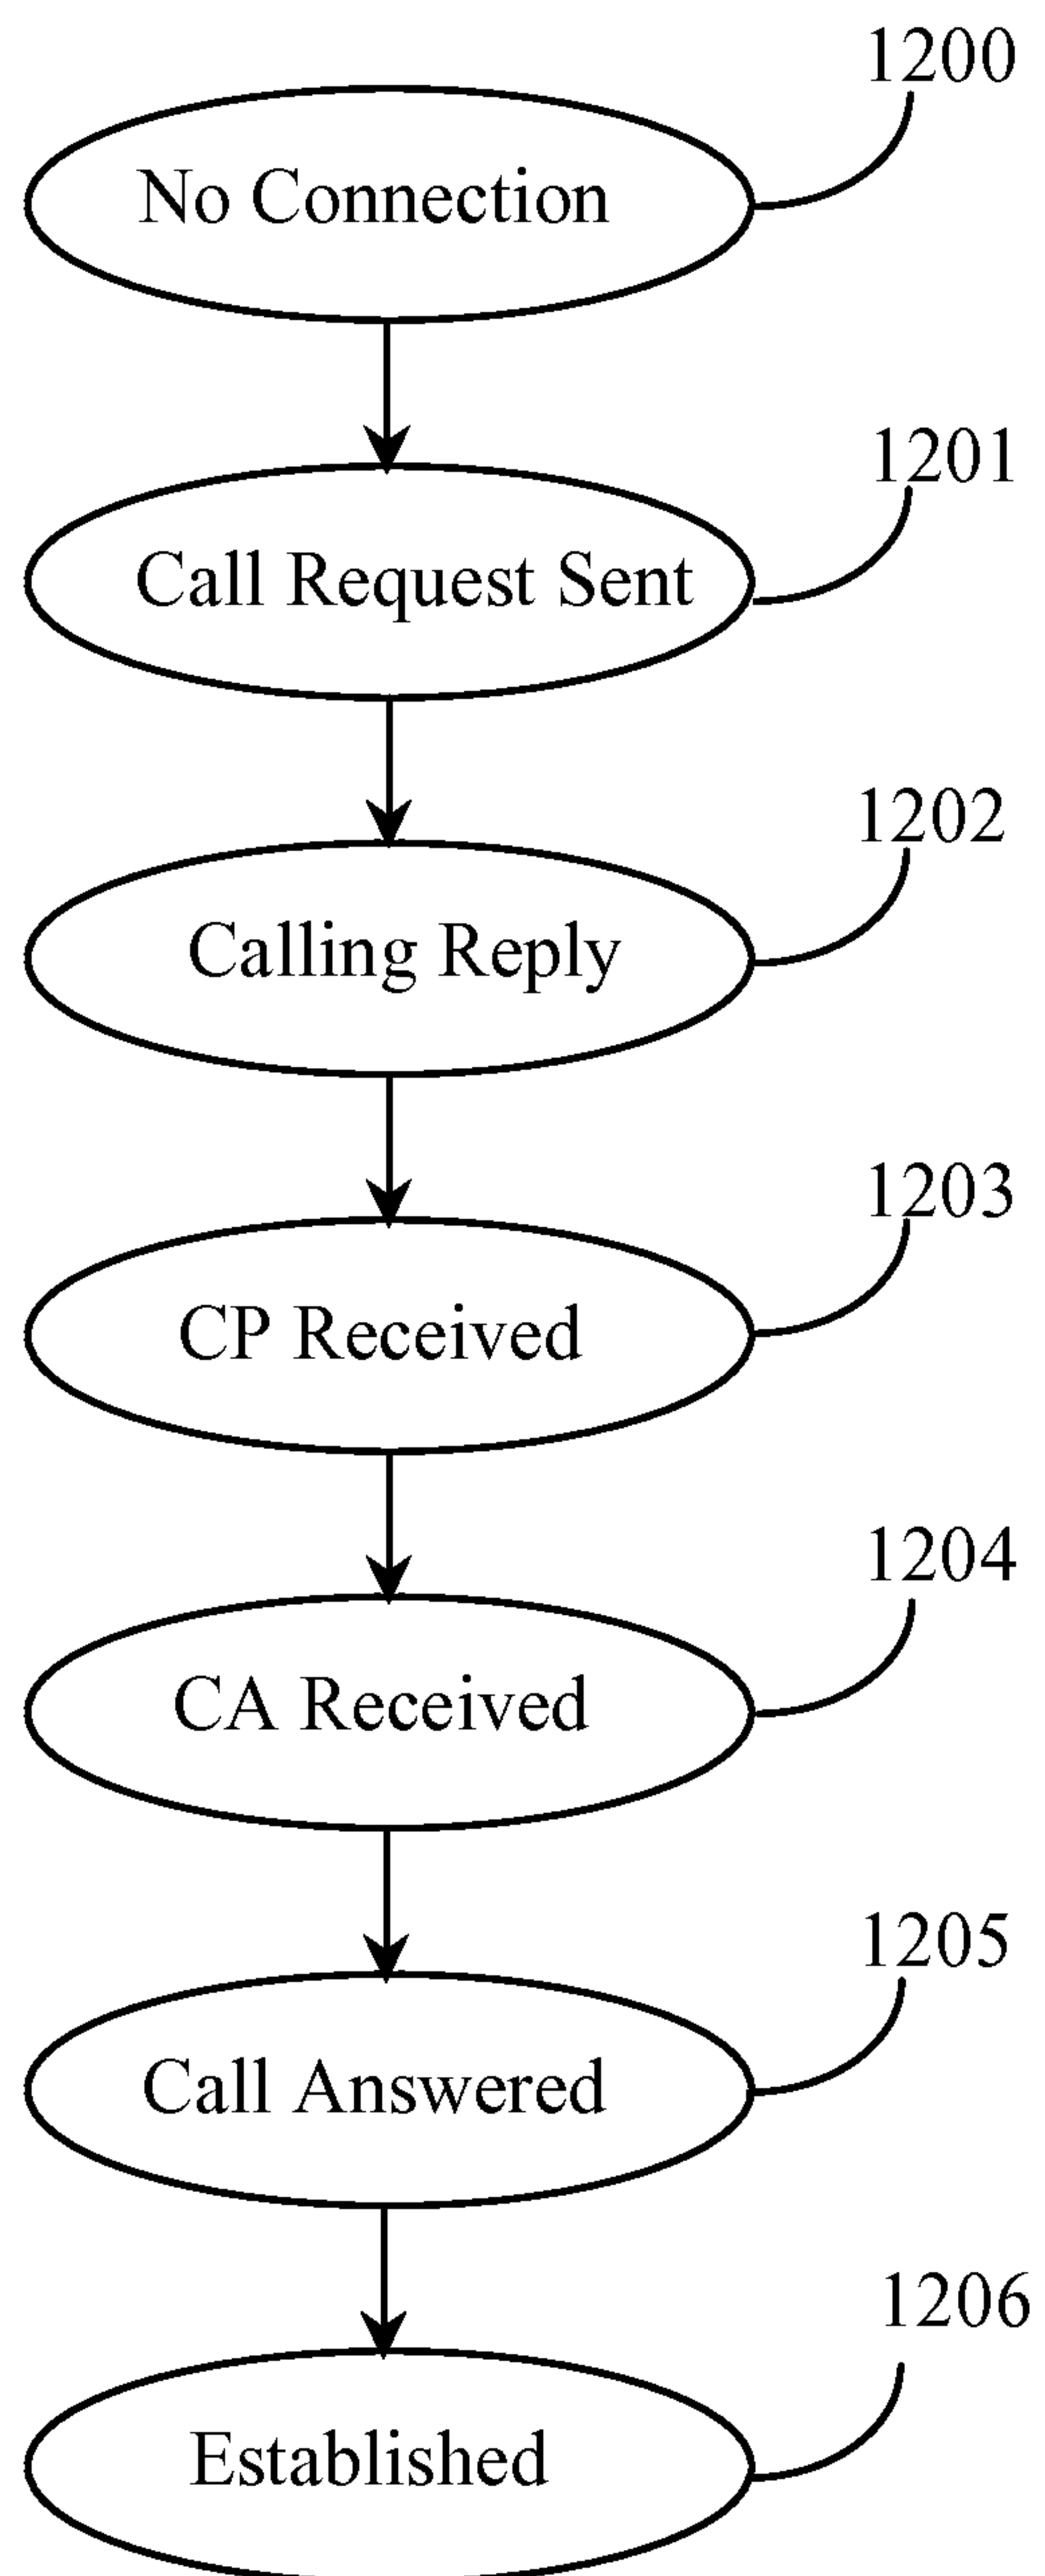 1200
No Connection
1201
Call Request Sent
1202
Calling Reply
1203
CP Received
1204
CA Received
1205
Call Answered
1206
Established